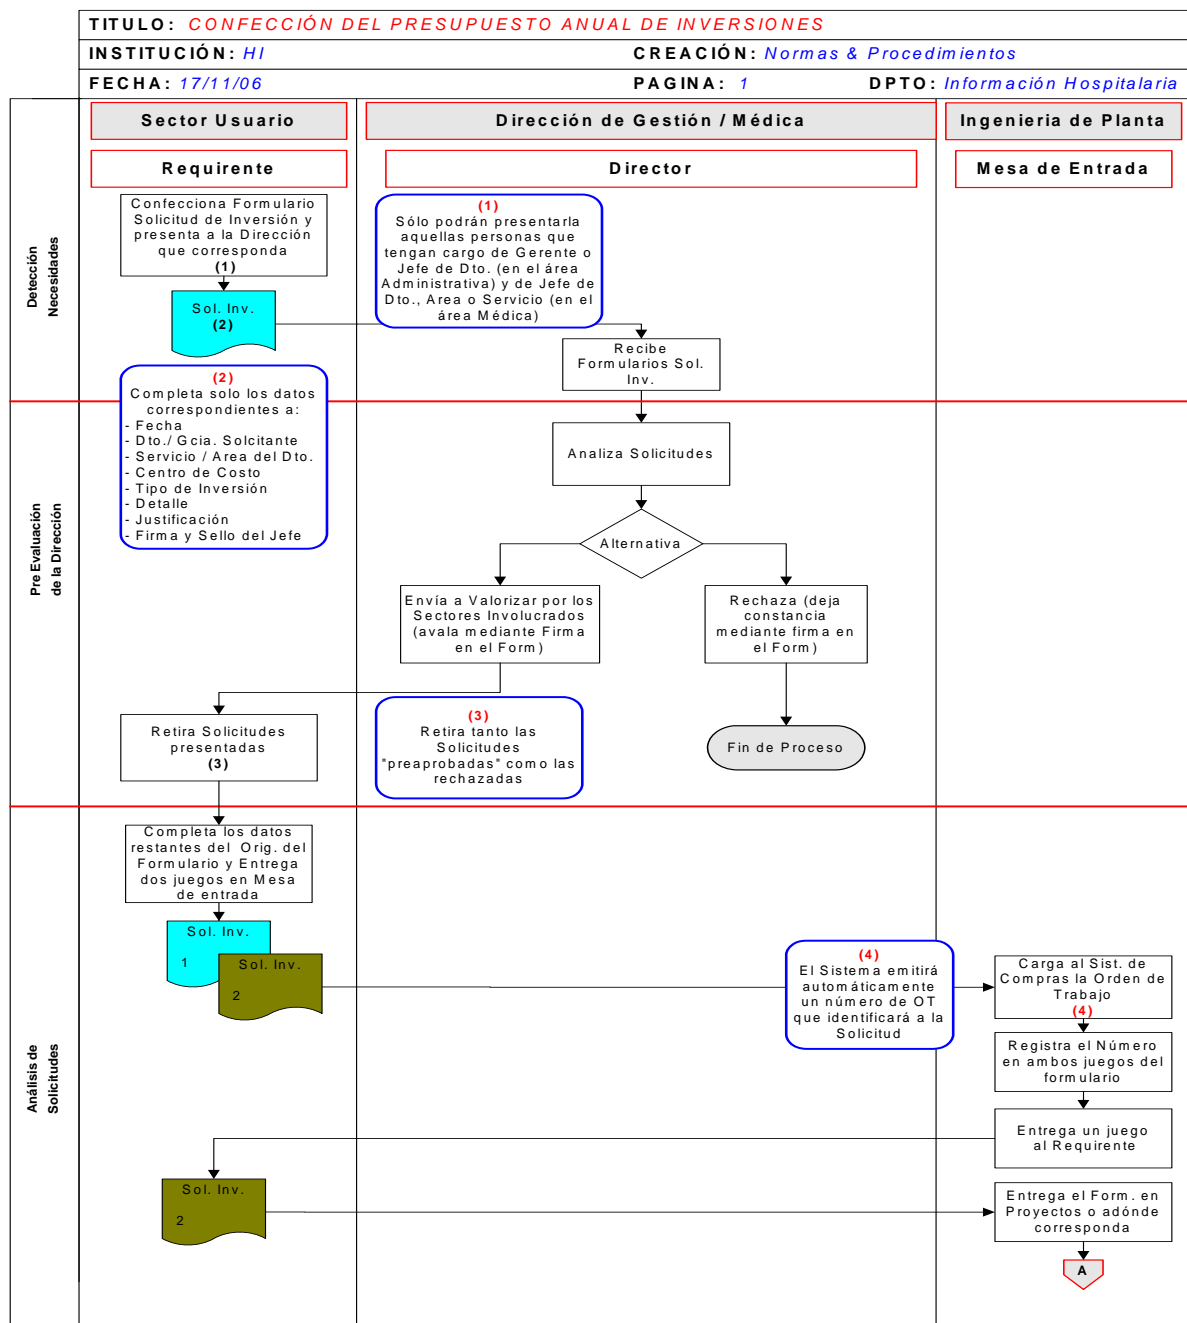 TITULO: CONFECCIÓN DEL PRESUPUESTO ANUAL DE INVERSIONES
INSTITUCIÓN: HI
CREACIÓN: Normas & Procedimientos
FECHA: 17/11/06
PAGINA: 1
DPTO: Información Hospitalaria
Sector Usuario
Dirección de Gestión / Médica
Ingenieria de Planta
Requirente
Director
Mesa de Entrada
Detección
Necesidades
Confecciona Formulario
Solicitud de Inversión y
presenta a la Dirección
que corresponda
(1)
Sol. Inv.
(2)
(1)
Sólo podrán presentarla
aquellas personas que
tengan cargo de Gerente o
Jefe de Dto. (en el área
Administrativa) y de Jefe de
Dto., Area o Servicio (en el
área Médica)
Recibe
Formularios Sol.
Inv.
(2)
Completa solo los datos
correspondientes a:
- Fecha
- Dto./ Gcia. Solcitante
- Servicio / Area del Dto.
- Centro de Costo
- Tipo de Inversión
- Detalle
- Justificación
- Firma y Sello del Jefe
Pre Evaluación
de la Dirección
Analiza Solicitudes
Alternativa
Envía a Valorizar por los
Sectores Involucrados
(avala mediante Firma
en el Form)
Rechaza (deja
constancia
mediante firma en
el Form)
Retira Solicitudes
presentadas
(3)
(3)
Retira tanto las
Solicitudes
"preaprobadas" como las
rechazadas
Fin de Proceso
Análisis de
Solicitudes
Completa los datos
restantes del Orig. del
Formulario y Entrega
dos juegos en Mesa
de entrada
Sol. Inv.
1
Sol. Inv.
2
(4)
El Sistema emitirá
automáticamente
un número de OT
que identificará a la
Solicitud
Carga al Sist. de
Compras la Orden de
Trabajo
(4)
Registra el Número
en ambos juegos del
formulario
Entrega un juego
al Requirente
Sol. Inv.
2
Entrega el Form. en
Proyectos o adónde
corresponda
A